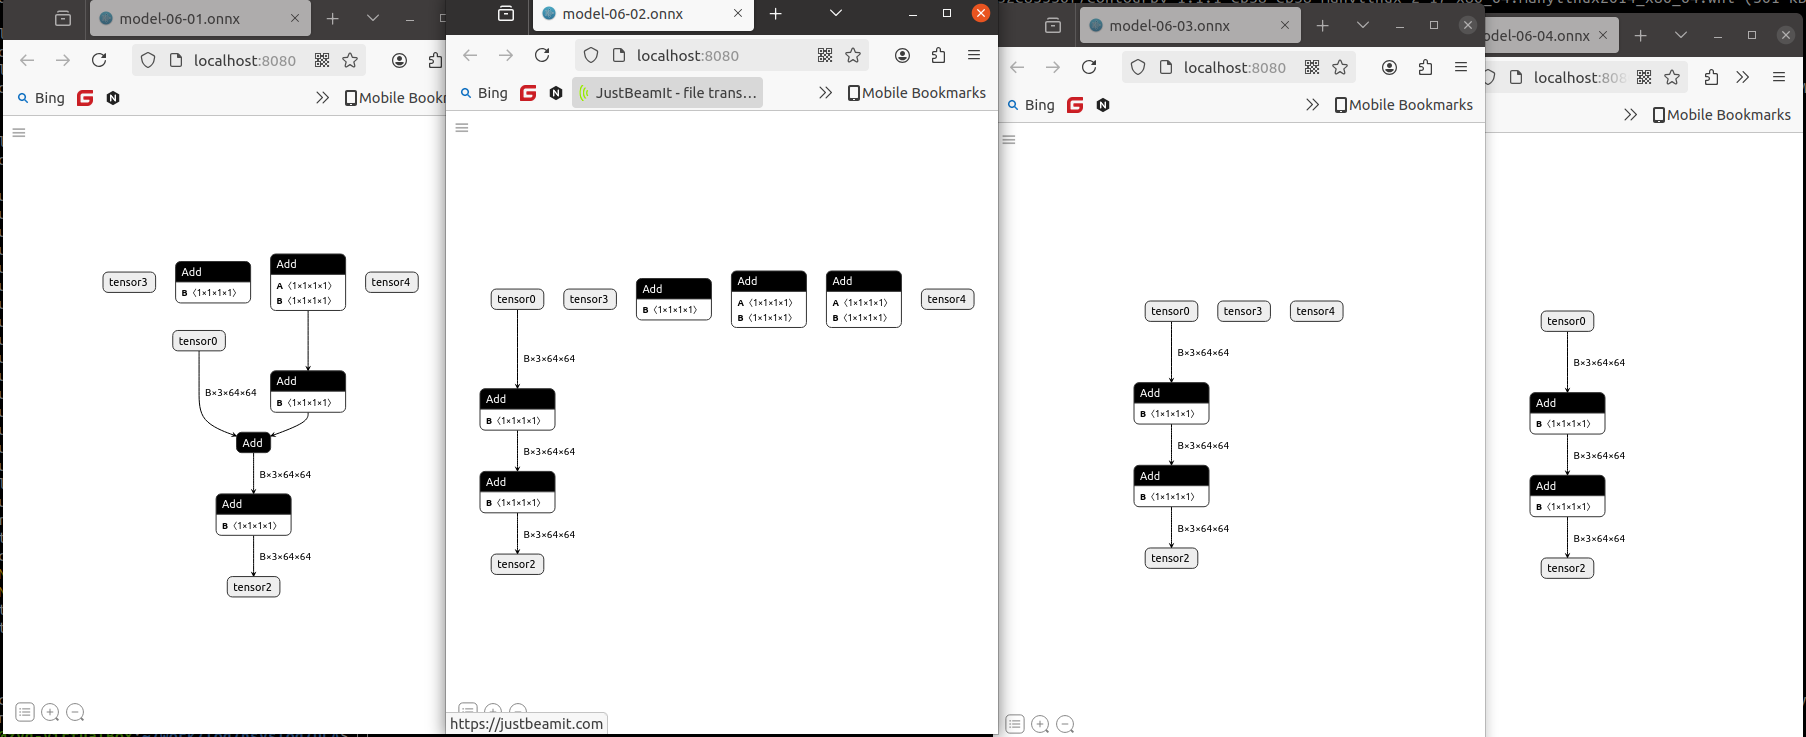 model-06-01.onnx
localhost:8080
Bing
Mobile Bookm
tensor3
Add
B ⟨1×1×1×1⟩
Add
A ⟨1×1×1×1⟩
B ⟨1×1×1×1⟩
tensor4
tensor0
B×3×64×64
Add
B ⟨1×1×1×1⟩
Add
B×3×64×64
Add
B ⟨1×1×1×1⟩
B×3×64×64
tensor2
model-06-02.onnx
localhost:8080
Bing
JustBeamIt - file trans…
Mobile Bookmarks
tensor0
tensor3
Add
B ⟨1×1×1×1⟩
Add
A ⟨1×1×1×1⟩
B ⟨1×1×1×1⟩
Add
A ⟨1×1×1×1⟩
B ⟨1×1×1×1⟩
tensor4
B×3×64×64
Add
B ⟨1×1×1×1⟩
B×3×64×64
Add
B ⟨1×1×1×1⟩
B×3×64×64
tensor2
https://justbeamit.com
model-06-03.onnx
localhost:8080
Bing
Mobile Bookmarks
tensor0
tensor3
tensor4
B×3×64×64
Add
B ⟨1×1×1×1⟩
B×3×64×64
Add
B ⟨1×1×1×1⟩
B×3×64×64
tensor2
odel-06-04.onnx
localhost:808
Mobile Bookmarks
tensor0
B×3×64×64
Add
B ⟨1×1×1×1⟩
B×3×64×64
Add
B ⟨1×1×1×1⟩
B×3×64×64
tensor2